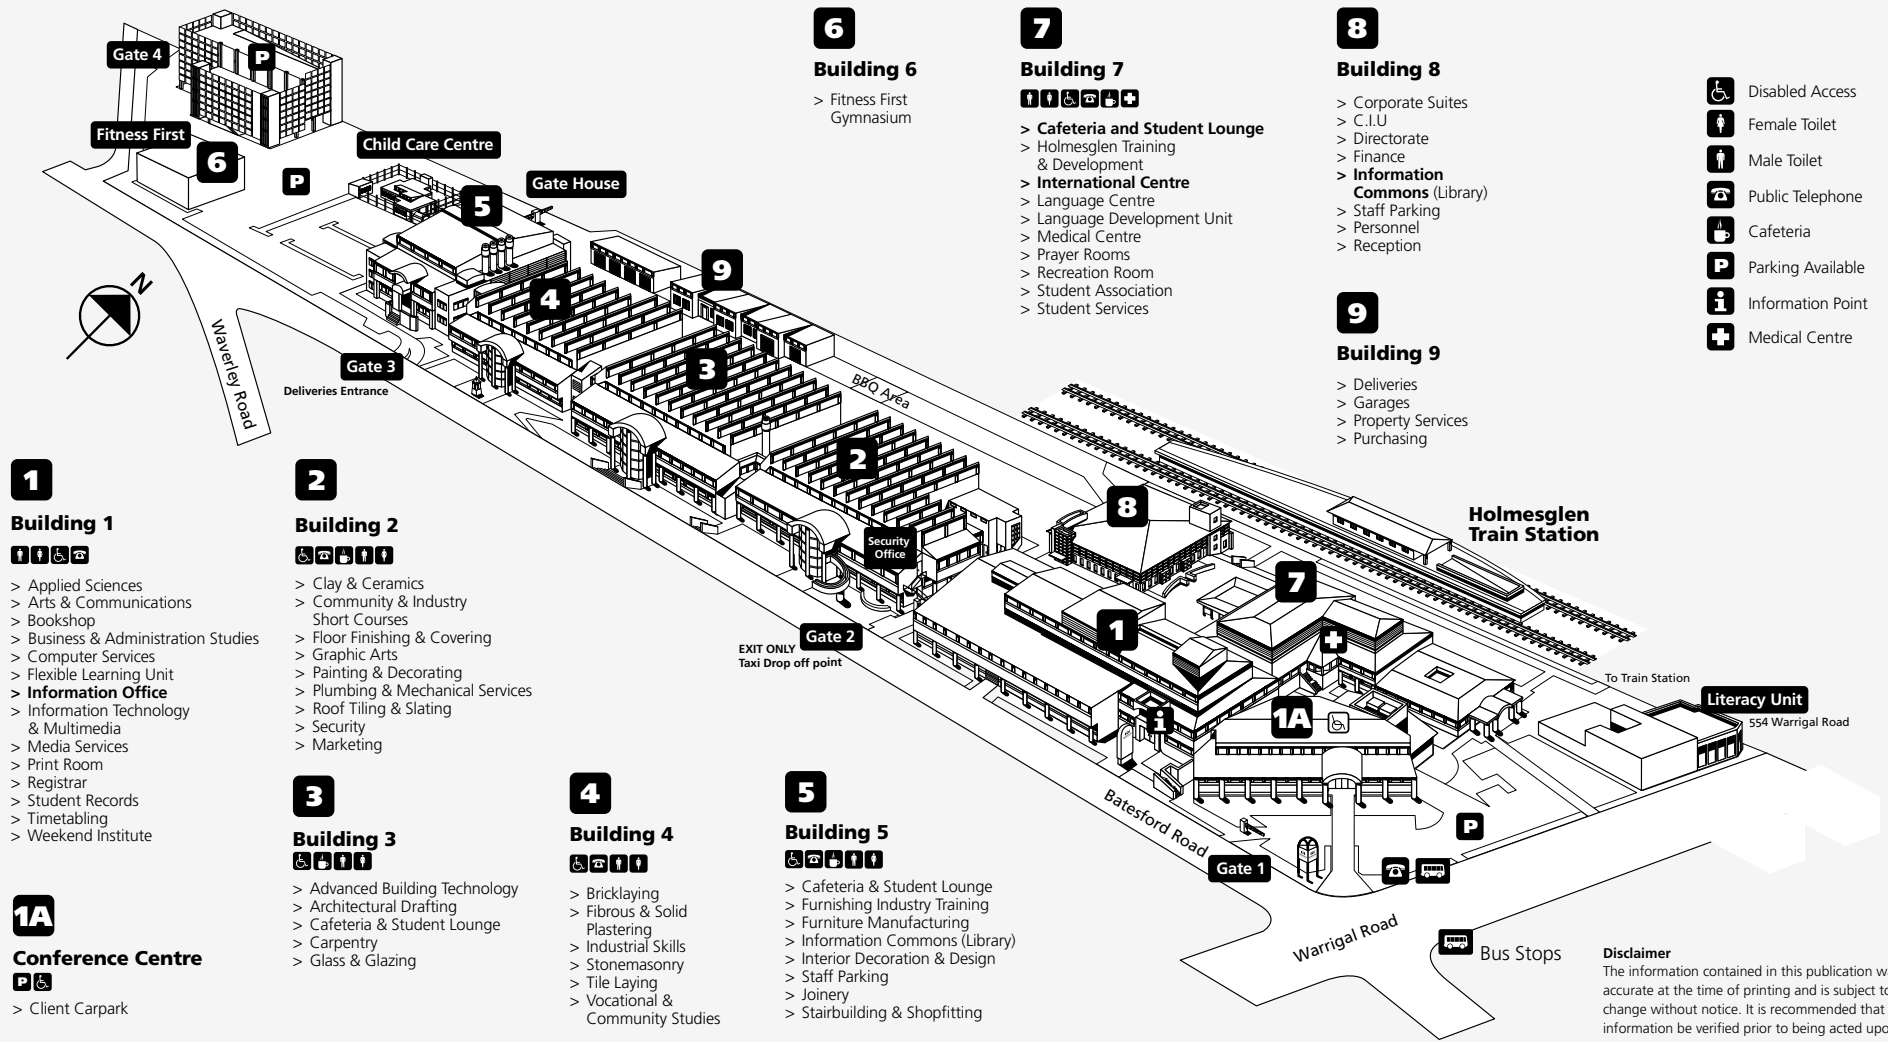 Gate 4
P
Fitness First
6
P
Child Care Centre
5
Gate House
N
4
9
3
Waverley Road
Gate 3
Deliveries Entrance
BBQ Area
2
Security
Office
8
7
1
Gate 2
EXIT ONLY
Taxi Drop off point
Holmesglen
Train Station
To Train Station
Literacy Unit
554 Warrigal Road
i
1A
P
Batesford Road
Gate 1
Warrigal Road
Bus Stops
6
Building 6
> Fitness First
Gymnasium
7
Building 7
> Cafeteria and Student Lounge
> Holmesglen Training
& Development
> International Centre
> Language Centre
> Language Development Unit
> Medical Centre
> Prayer Rooms
> Recreation Room
> Student Association
> Student Services
8
Building 8
> Corporate Suites
> C.I.U
> Directorate
> Finance
> Information
Commons (Library)
> Staff Parking
> Personnel
> Reception
9
Building 9
> Deliveries
> Garages
> Property Services
> Purchasing
Disabled Access
Female Toilet
Male Toilet
Public Telephone
Cafeteria
P Parking Available
i Information Point
Medical Centre
1
Building 1
> Applied Sciences
> Arts & Communications
> Bookshop
> Business & Administration Studies
> Computer Services
> Flexible Learning Unit
> Information Office
> Information Technology
& Multimedia
> Media Services
> Print Room
> Registrar
> Student Records
> Timetabling
> Weekend Institute
1A
Conference Centre
P
> Client Carpark
2
Building 2
> Clay & Ceramics
> Community & Industry
Short Courses
> Floor Finishing & Covering
> Graphic Arts
> Painting & Decorating
> Plumbing & Mechanical Services
> Roof Tiling & Slating
> Security
> Marketing
3
Building 3
> Advanced Building Technology
> Architectural Drafting
> Cafeteria & Student Lounge
> Carpentry
> Glass & Glazing
4
Building 4
> Bricklaying
> Fibrous & Solid
Plastering
> Industrial Skills
> Stonemasonry
> Tile Laying
> Vocational &
Community Studies
5
Building 5
> Cafeteria & Student Lounge
> Furnishing Industry Training
> Furniture Manufacturing
> Information Commons (Library)
> Interior Decoration & Design
> Staff Parking
> Joinery
> Stairbuilding & Shopfitting
Disclaimer
The information contained in this publication w
accurate at the time of printing and is subject to
change without notice. It is recommended that
information be verified prior to being acted upo